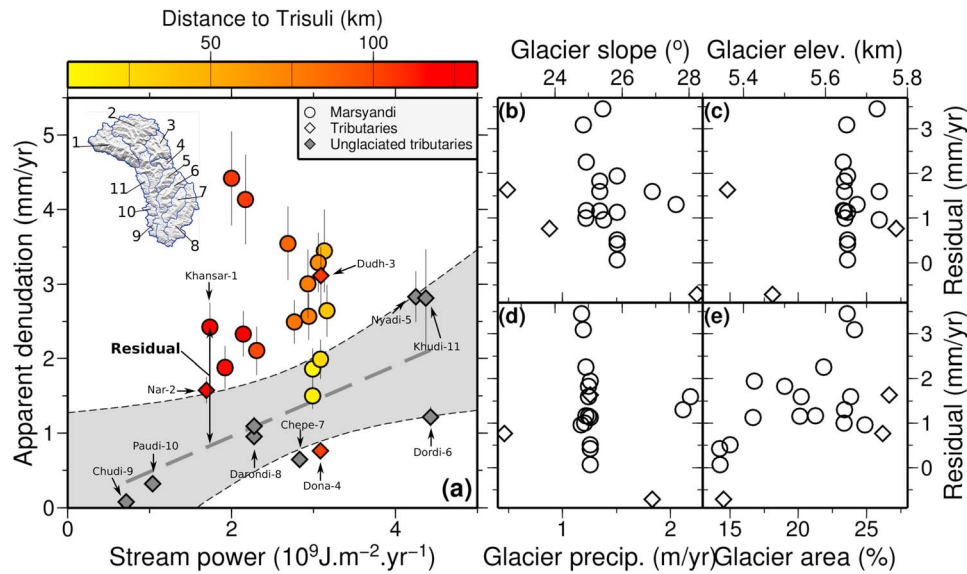 Distance to Trisuli (km)
50 100
Glacier slope (º)
24 26 28
Glacier elev. (km)
5.4 5.6 5.8
Marsyandi
Tributaries
Unglaciated tributaries
1 2 3 4 5 6 7 8 9 10 11
Apparent denudation (mm/yr)
0 1 2 3 4 5
Khansar-1
Dudh-3
Nyadi-5
Khudi-11
Residual
Nar-2
Paudi-10
Chepe-7
Chudi-9
Darondi-8
Dona-4
Dordi-6
(a)
0 2 4
Stream power (10⁹J.m⁻².yr⁻¹)
(b)
(c)
0 1 2 3
Residual (mm/yr)
(d)
(e)
0 1 2 3
Residual (mm/yr)
1 2
Glacier precip. (m/yr)
15 20 25
Glacier area (%)